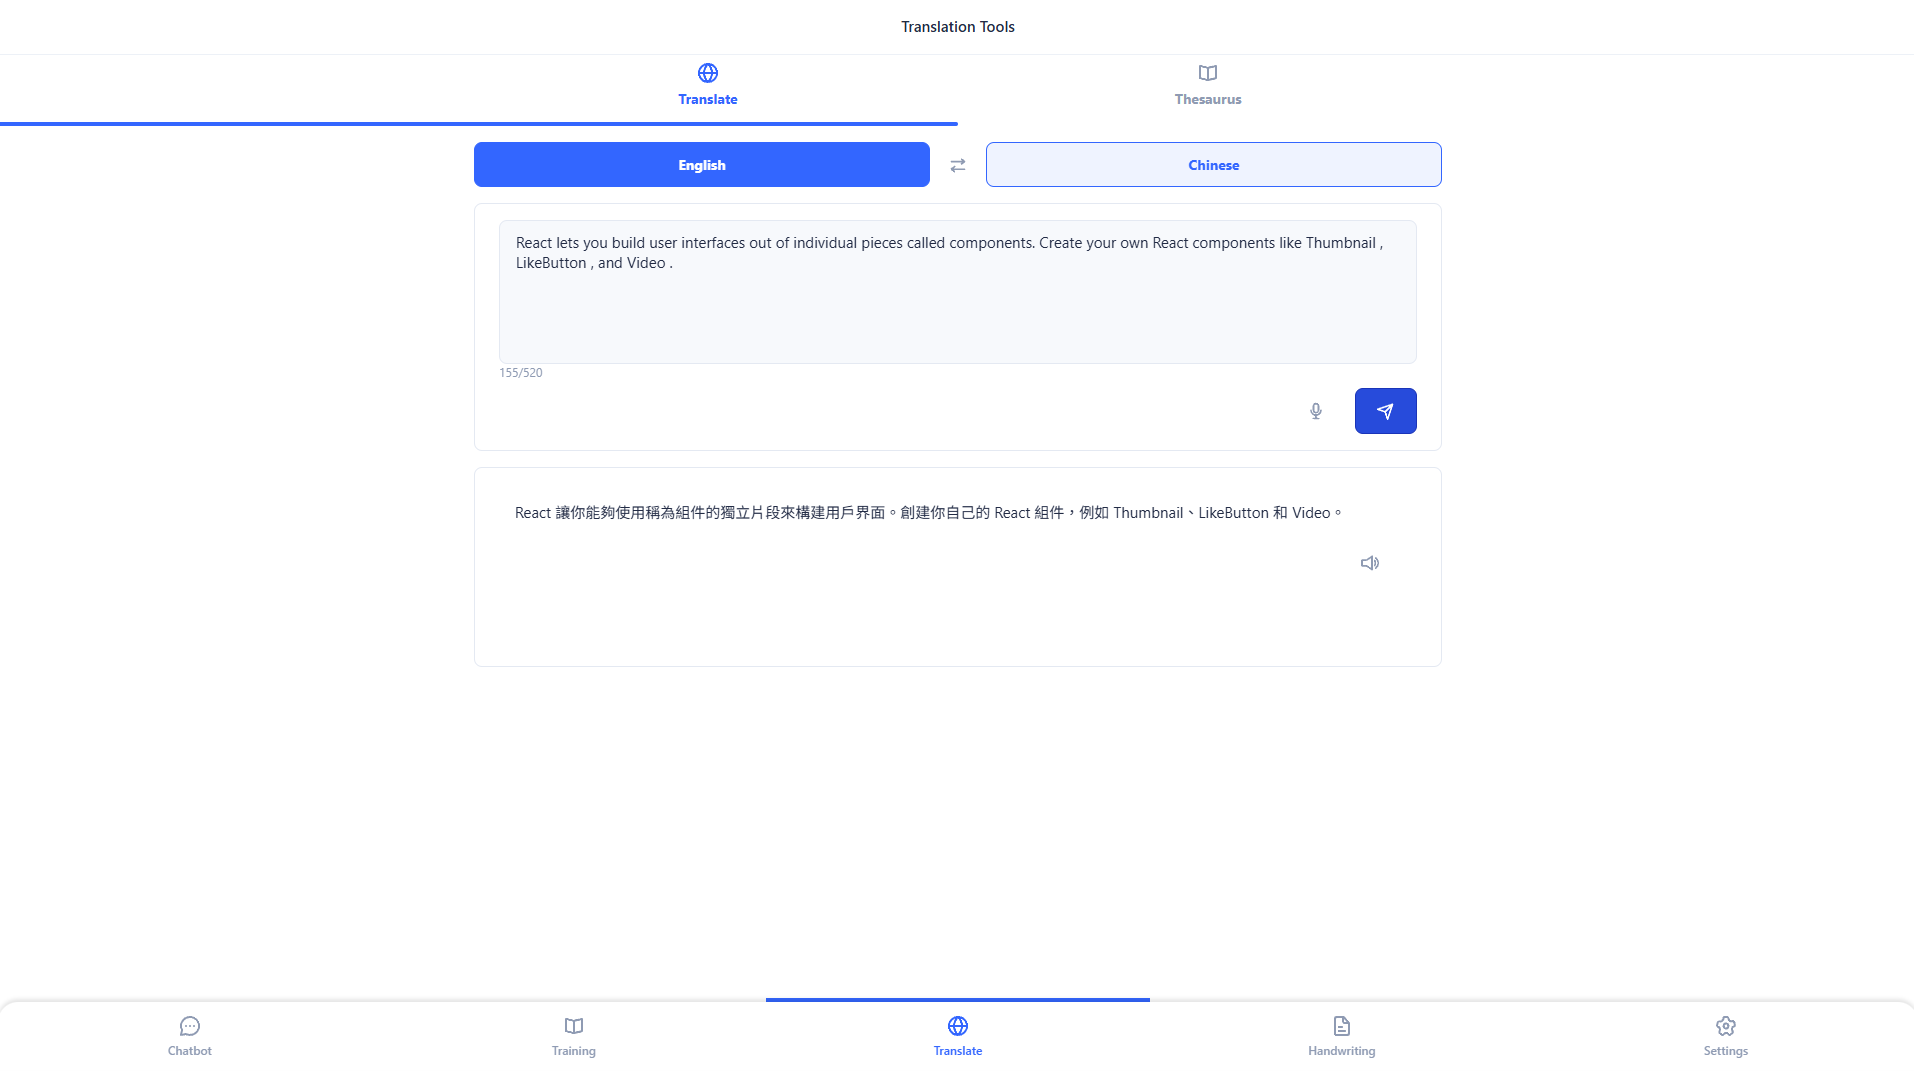 Translation Tools
Translate
Thesaurus
English
Chinese
React lets you build user interfaces out of individual pieces called components. Create your own React components like Thumbnail ,
LikeButton , and Video .
155/520
React 讓你能夠使用稱為組件的獨立片段來構建用戶界面。創建你自己的 React 組件，例如 Thumbnail、LikeButton 和 Video。
Chatbot
Training
Translate
Handwriting
Settings